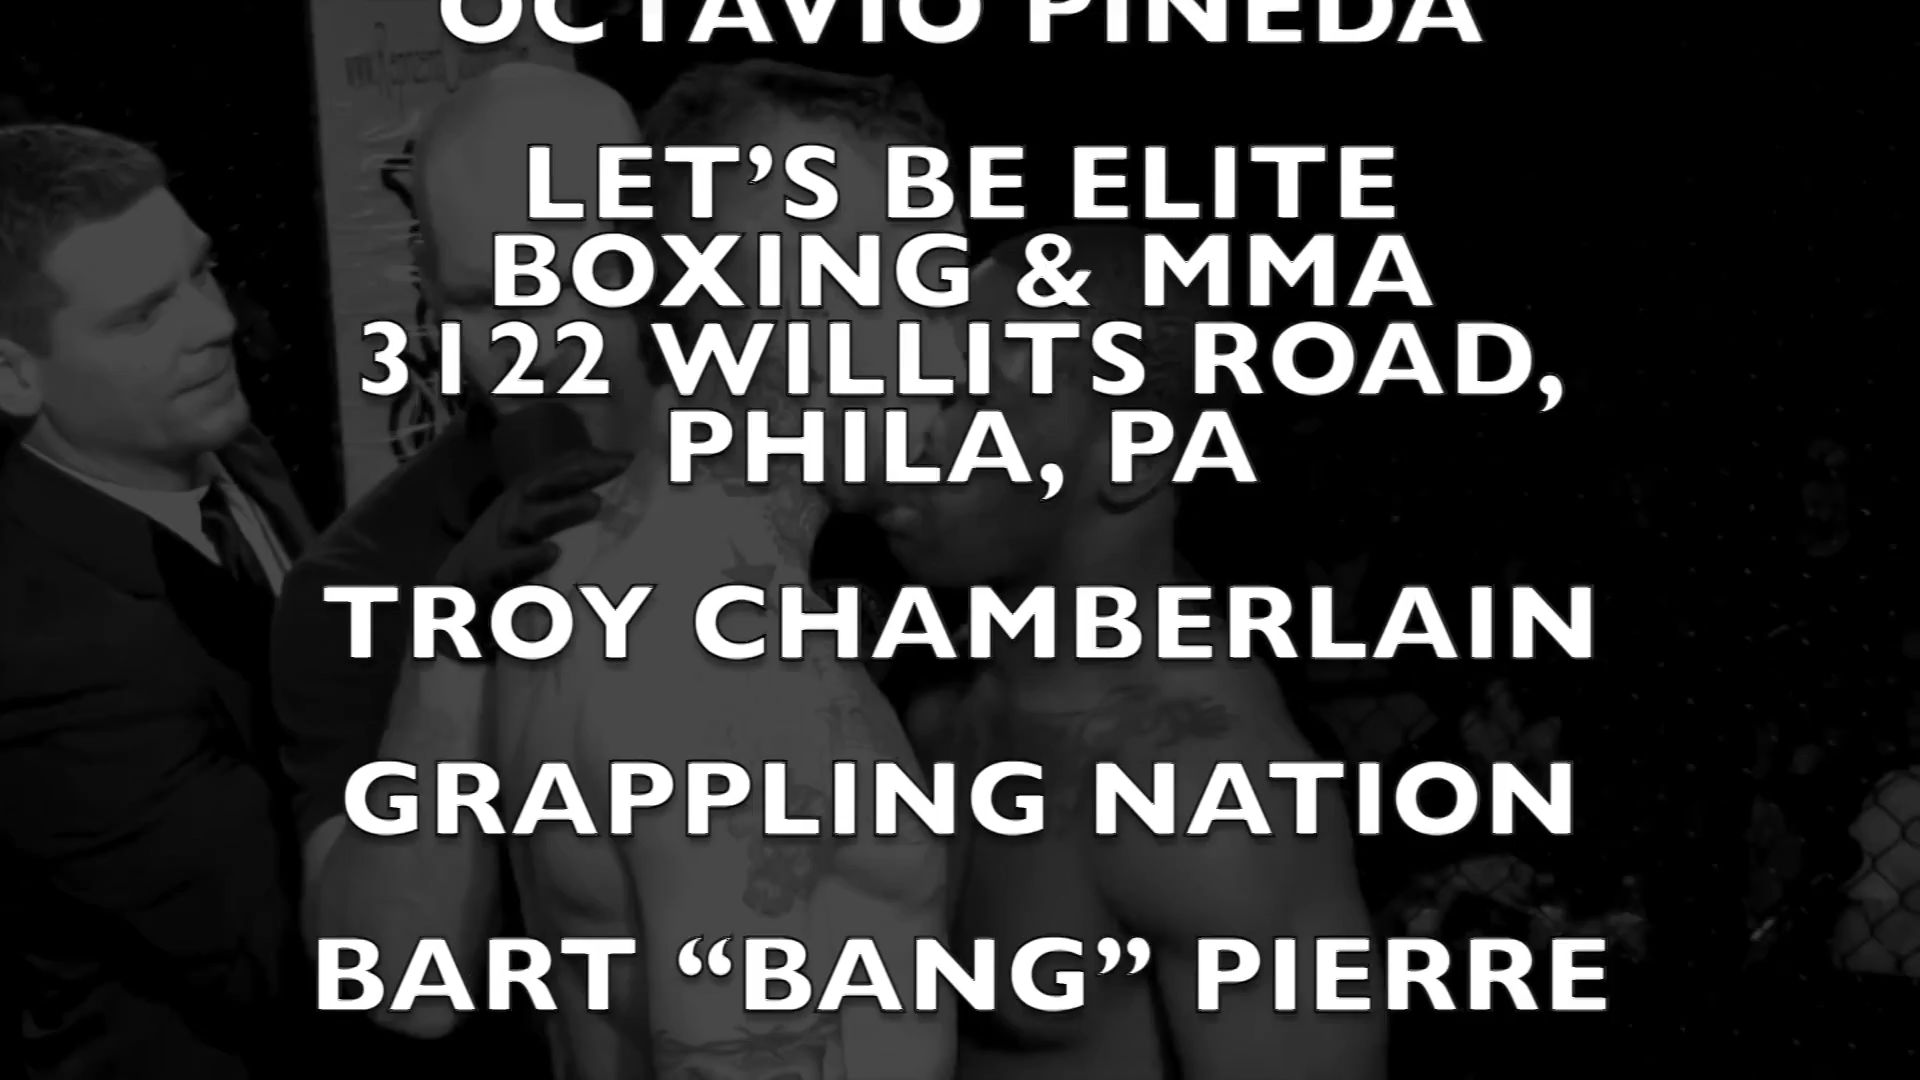 OCTAVIO PINEDA
LET’S BE ELITE
BOXING & MMA
3122 WILLITS ROAD,
PHILA, PA
TROY CHAMBERLAIN
GRAPPLING NATION
BART “BANG” PIERRE